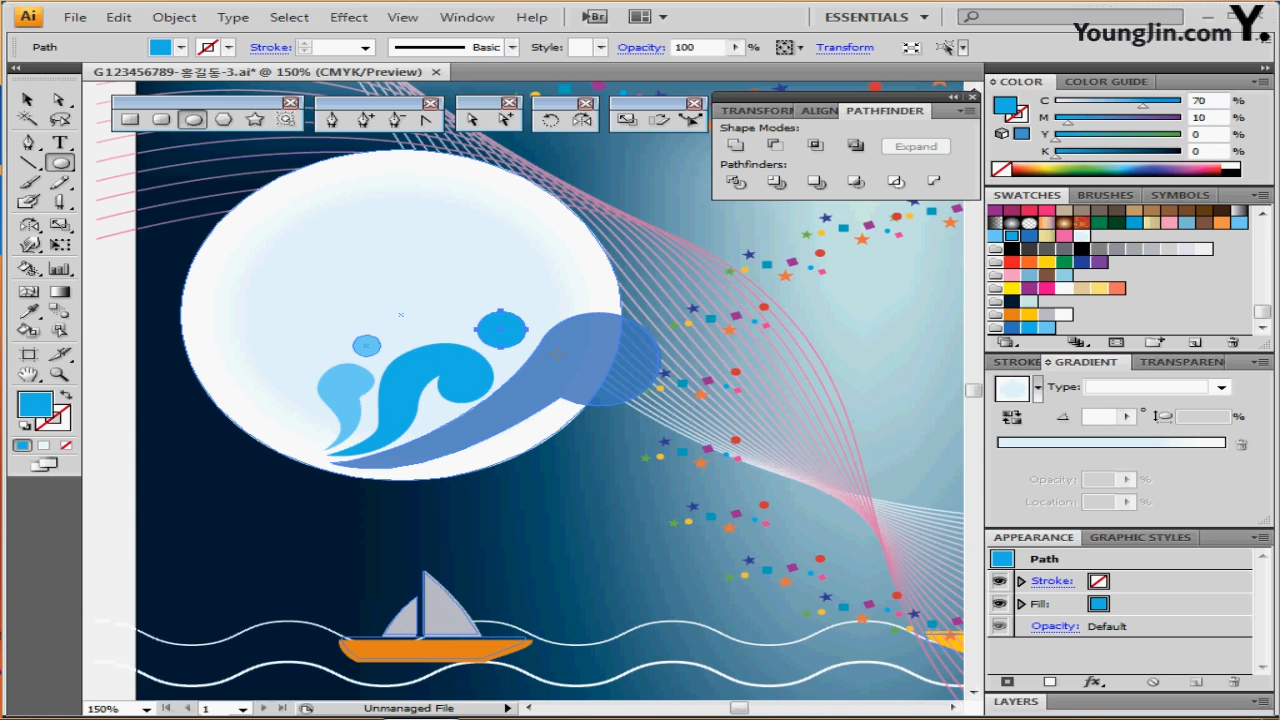 Ai File Edit Object Type Select Effect View Window Help Br ESSENTIALS
YoungJin.com Y.
Path Stroke: Basic Style: Opacity: 100 % Transform
G123456789-홍길동-3.ai* @ 150% (CMYK/Preview)
TRANSFORM ALIGN PATHFINDER
Shape Modes:
Expand
Pathfinders:
COLOR COLOR GUIDE
C 70 %
M 10 %
Y 0 %
K 0 %
SWATCHES BRUSHES SYMBOLS
STROKE GRADIENT TRANSPAREN
Type:
° %
Opacity: %
Location: %
APPEARANCE GRAPHIC STYLES
Path
Stroke:
Fill:
Opacity: Default
fx
LAYERS
150% 1 Unmanaged File